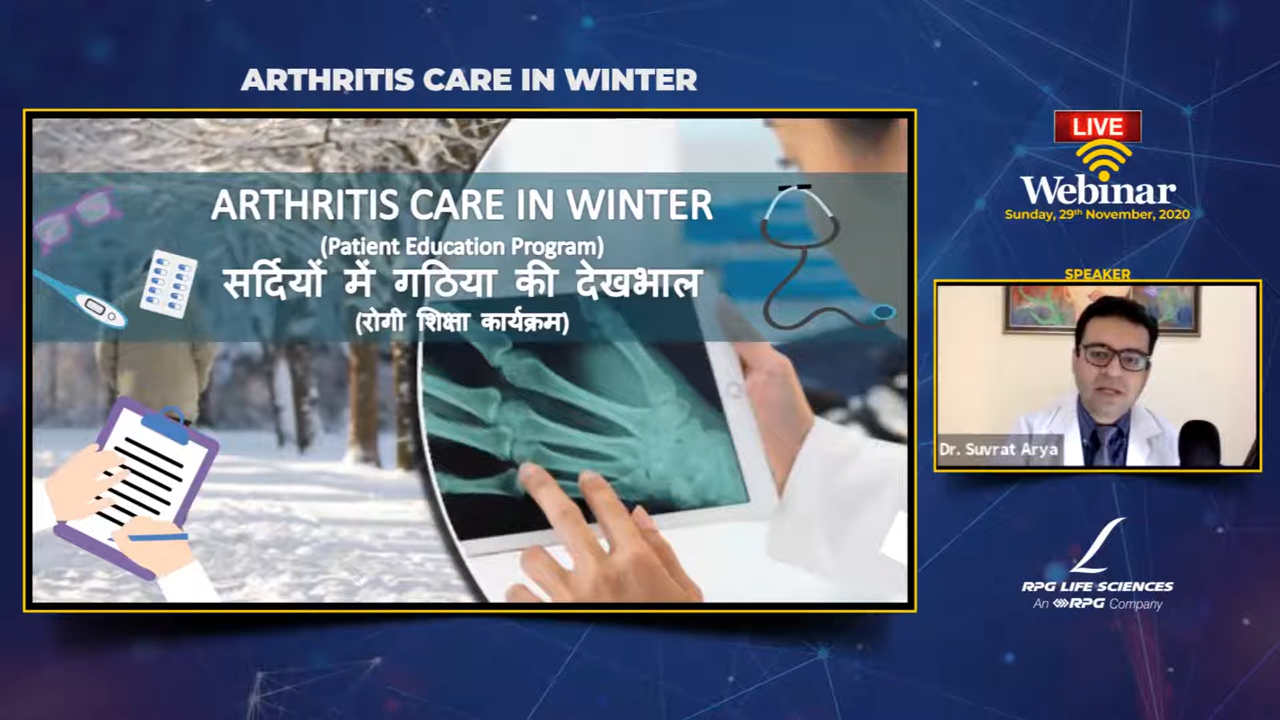 ARTHRITIS CARE IN WINTER
ARTHRITIS CARE IN WINTER
(Patient Education Program)
सर्दियों में गठिया की देखभाल
(रोगी शिक्षा कार्यक्रम)
LIVE
Webinar
Sunday, 29th November, 2020
SPEAKER
Dr. Suvrat Arya
RPG LIFE SCIENCES
An RPG Company